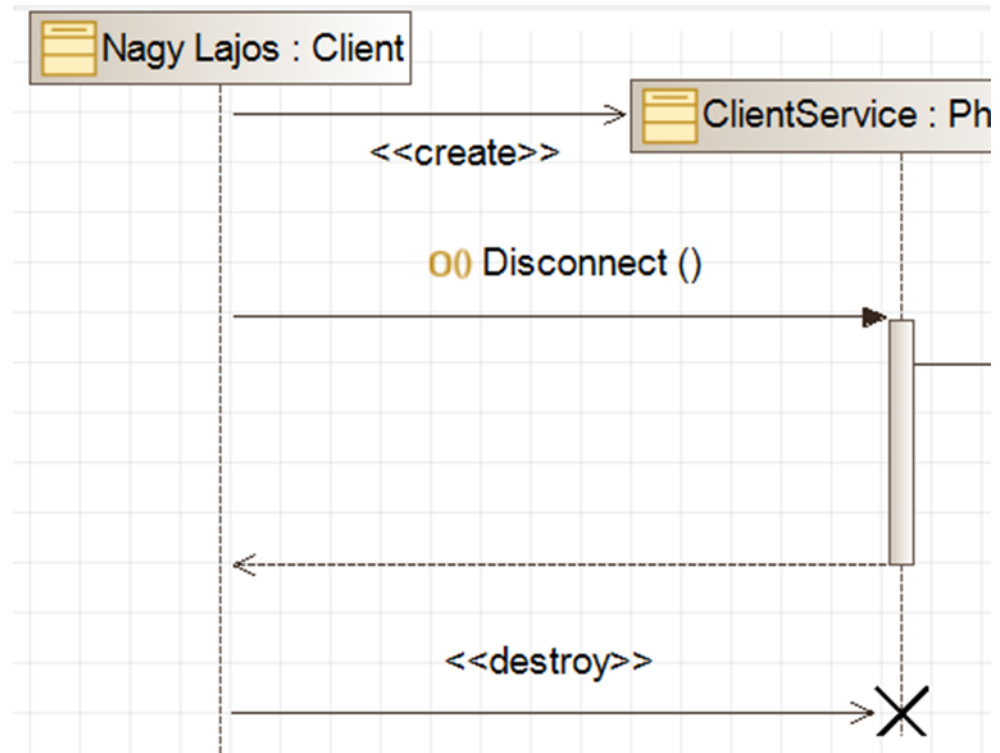 Nagy Lajos : Client
ClientService : Ph
<<create>>
O() Disconnect ()
<<destroy>>